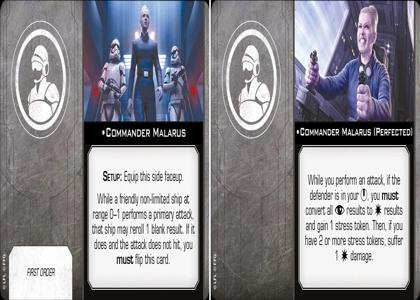 •Commander Malarus
Setup: Equip this side faceup.
While a friendly non-limited ship at
range 0-1 performs a primary attack,
that ship may reroll 1 blank result. If it
does and the attack does not hit, you
must flip this card.
FIRST ORDER
©LFL ©FFG
•Commander Malarus (Perfected)
While you perform an attack, if the
defender is in your , you must
convert all results to results
and gain 1 stress token. Then, if you
have 2 or more stress tokens, suffer
1 damage.
©LFL ©FFG